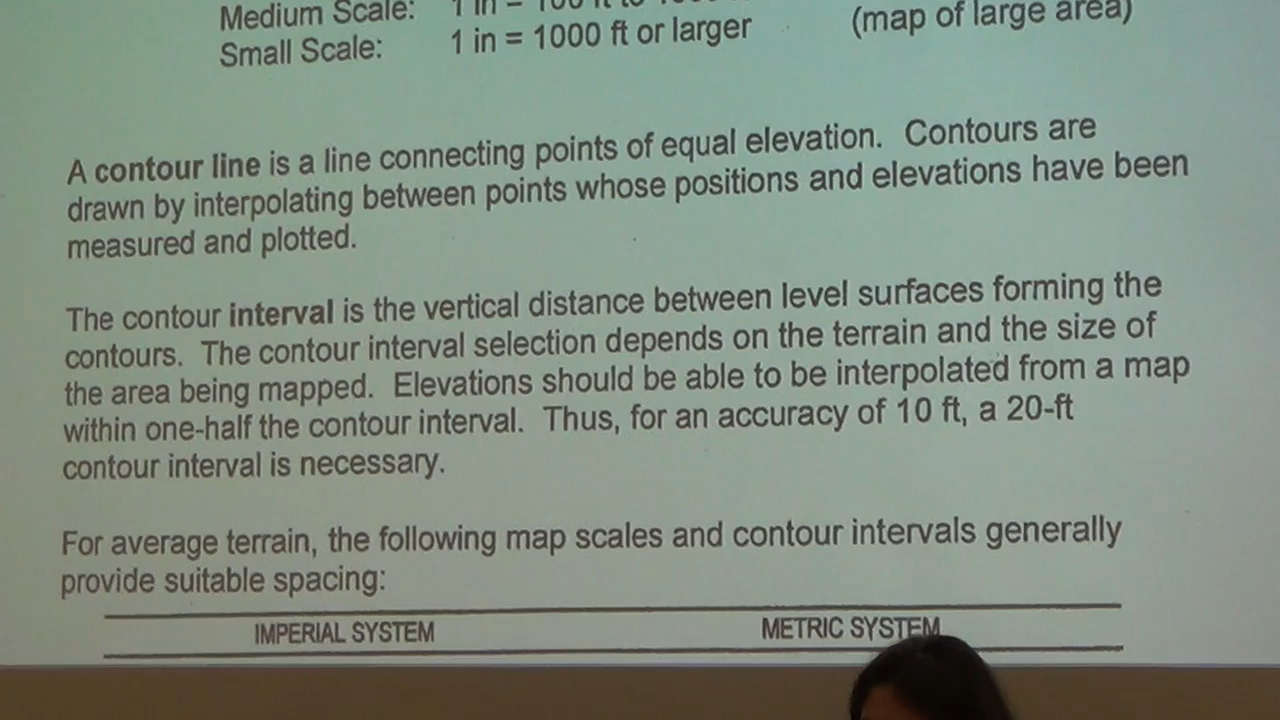 Medium Scale: 1 in = 100 ft to
Small Scale: 1 in = 1000 ft or larger (map of large area)
A contour line is a line connecting points of equal elevation. Contours are
drawn by interpolating between points whose positions and elevations have been
measured and plotted.
The contour interval is the vertical distance between level surfaces forming the
contours. The contour interval selection depends on the terrain and the size of
the area being mapped. Elevations should be able to be interpolated from a map
within one-half the contour interval. Thus, for an accuracy of 10 ft, a 20-ft
contour interval is necessary.
For average terrain, the following map scales and contour intervals generally
provide suitable spacing:
IMPERIAL SYSTEM METRIC SYSTEM